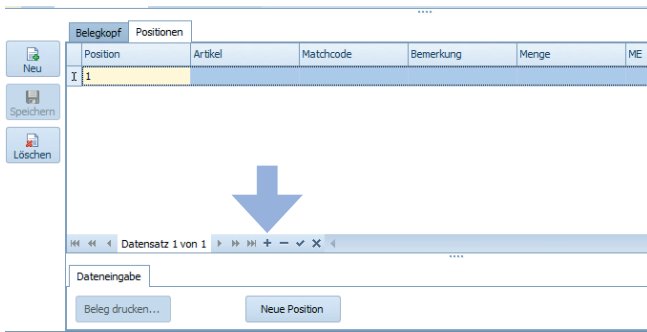 Belegkopf Positionen
Neu
Speichern
Löschen
Position Artikel Matchcode Bemerkung Menge ME
1
Datensatz 1 von 1
Dateneingabe
Beleg drucken... Neue Position